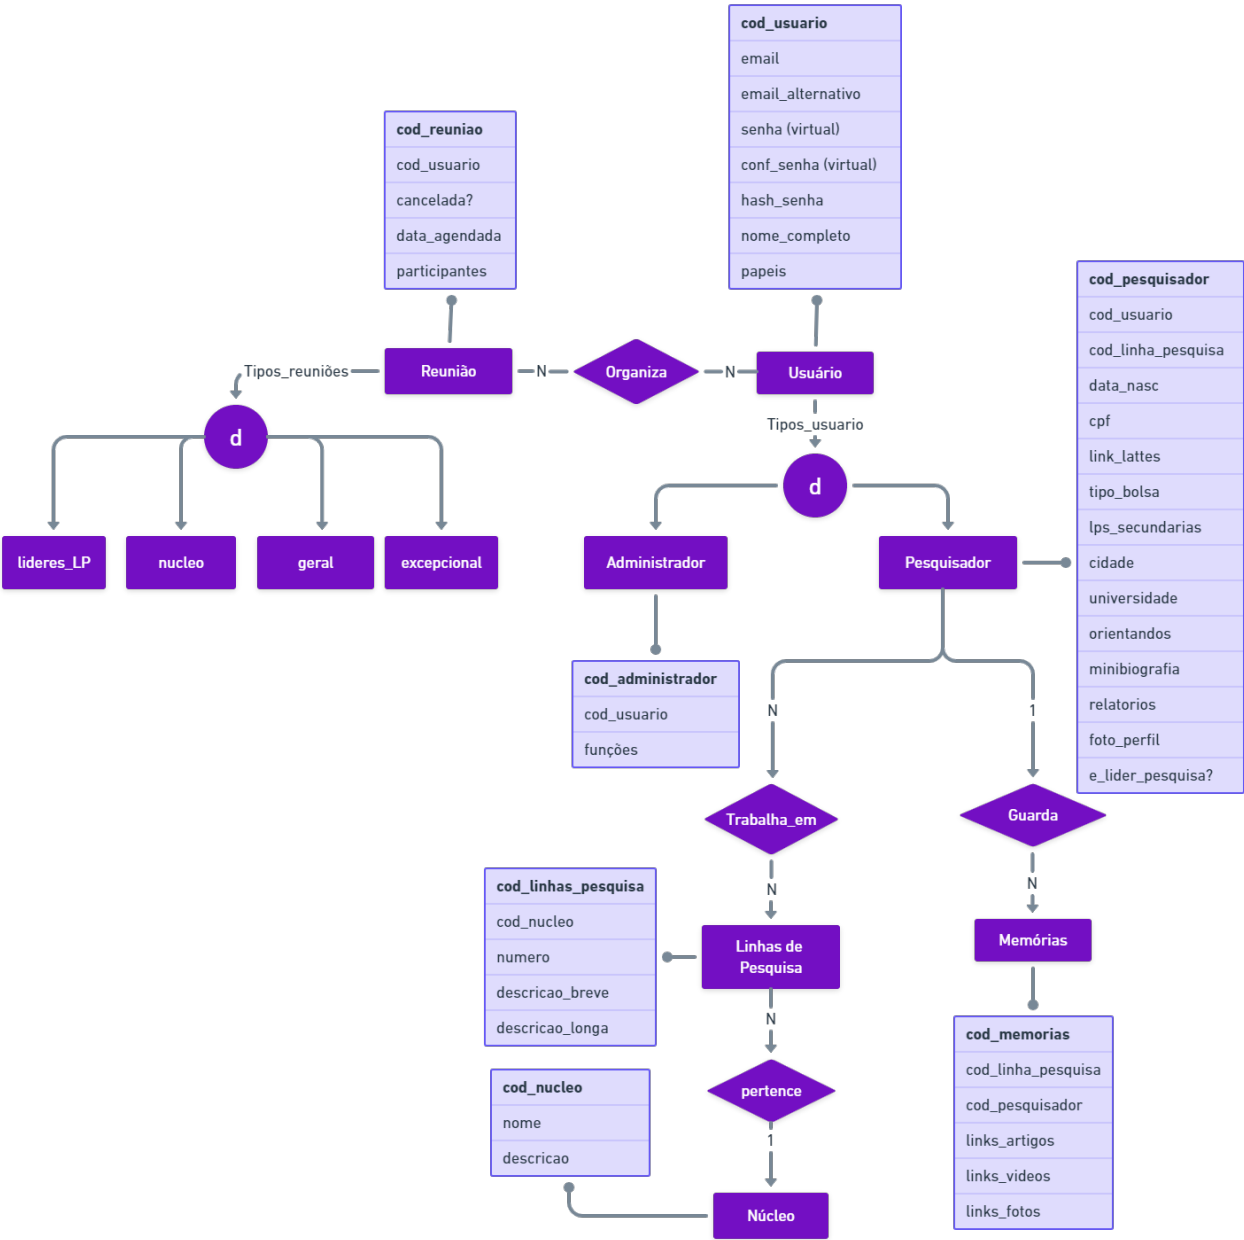 cod_usuario
email
email_alternativo
senha (virtual)
conf_senha (virtual)
hash_senha
nome_completo
papeis
cod_reuniao
cod_usuario
cancelada?
data_agendada
participantes
cod_pesquisador
cod_usuario
cod_linha_pesquisa
data_nasc
cpf
link_lattes
tipo_bolsa
lps_secundarias
cidade
universidade
orientandos
minibiografia
relatorios
foto_perfil
e_lider_pesquisa?
Tipos_reuniões
Reunião
N
Organiza
N
Usuário
Tipos_usuario
d
d
lideres_LP
nucleo
geral
excepcional
Administrador
Pesquisador
cod_administrador
cod_usuario
funções
N
1
Trabalha_em
Guarda
N
N
cod_linhas_pesquisa
cod_nucleo
numero
descricao_breve
descricao_longa
Linhas de
Pesquisa
Memórias
N
cod_memorias
cod_linha_pesquisa
cod_pesquisador
links_artigos
links_videos
links_fotos
cod_nucleo
nome
descricao
pertence
1
Núcleo